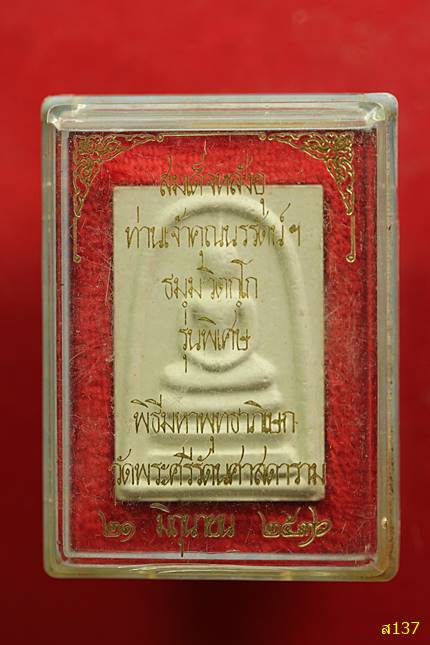 สมเด็จหลังอุ
ท่านเจ้าคุณนรรัตน์ฯ
ธมฺมวิตกฺโก
รุ่นพิเศษ
พิธีมหาพุทธาภิเษก
วัดพระศรีรัตนศาสดาราม
๒๑ มิถุนายน
ส137